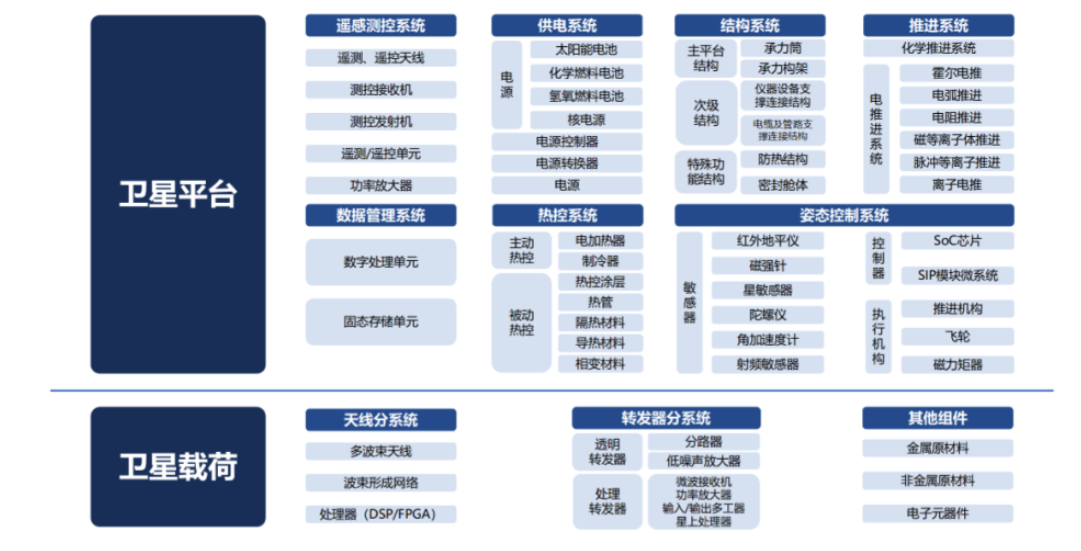 卫星平台
遥感测控系统
遥测、遥控天线
测控接收机
测控发射机
遥测/遥控单元
功率放大器
供电系统
电源
太阳能电池
化学燃料电池
氢氧燃料电池
核电源
电源控制器
电源转换器
电源
结构系统
主平台
结构
承力筒
承力构架
次级
结构
仪器设备支
撑连接结构
电缆及管路支
撑连接结构
特殊功
能结构
防热结构
密封舱体
推进系统
化学推进系统
电推进系统
霍尔电推
电弧推进
电阻推进
磁等离子体推进
脉冲等离子推进
离子电推
数据管理系统
数字处理单元
固态存储单元
热控系统
主动
热控
电加热器
制冷器
被动
热控
热控涂层
热管
隔热材料
导热材料
相变材料
姿态控制系统
敏感器
红外地平仪
磁强针
星敏感器
陀螺仪
角加速度计
射频敏感器
控制器
SoC芯片
SIP模块微系统
执行机构
推进机构
飞轮
磁力矩器
卫星载荷
天线分系统
多波束天线
波束形成网络
处理器（DSP/FPGA）
转发器分系统
透明
转发器
分路器
低噪声放大器
处理
转发器
微波接收机
功率放大器
输入/输出多工器
星上处理器
其他组件
金属原材料
非金属原材料
电子元器件